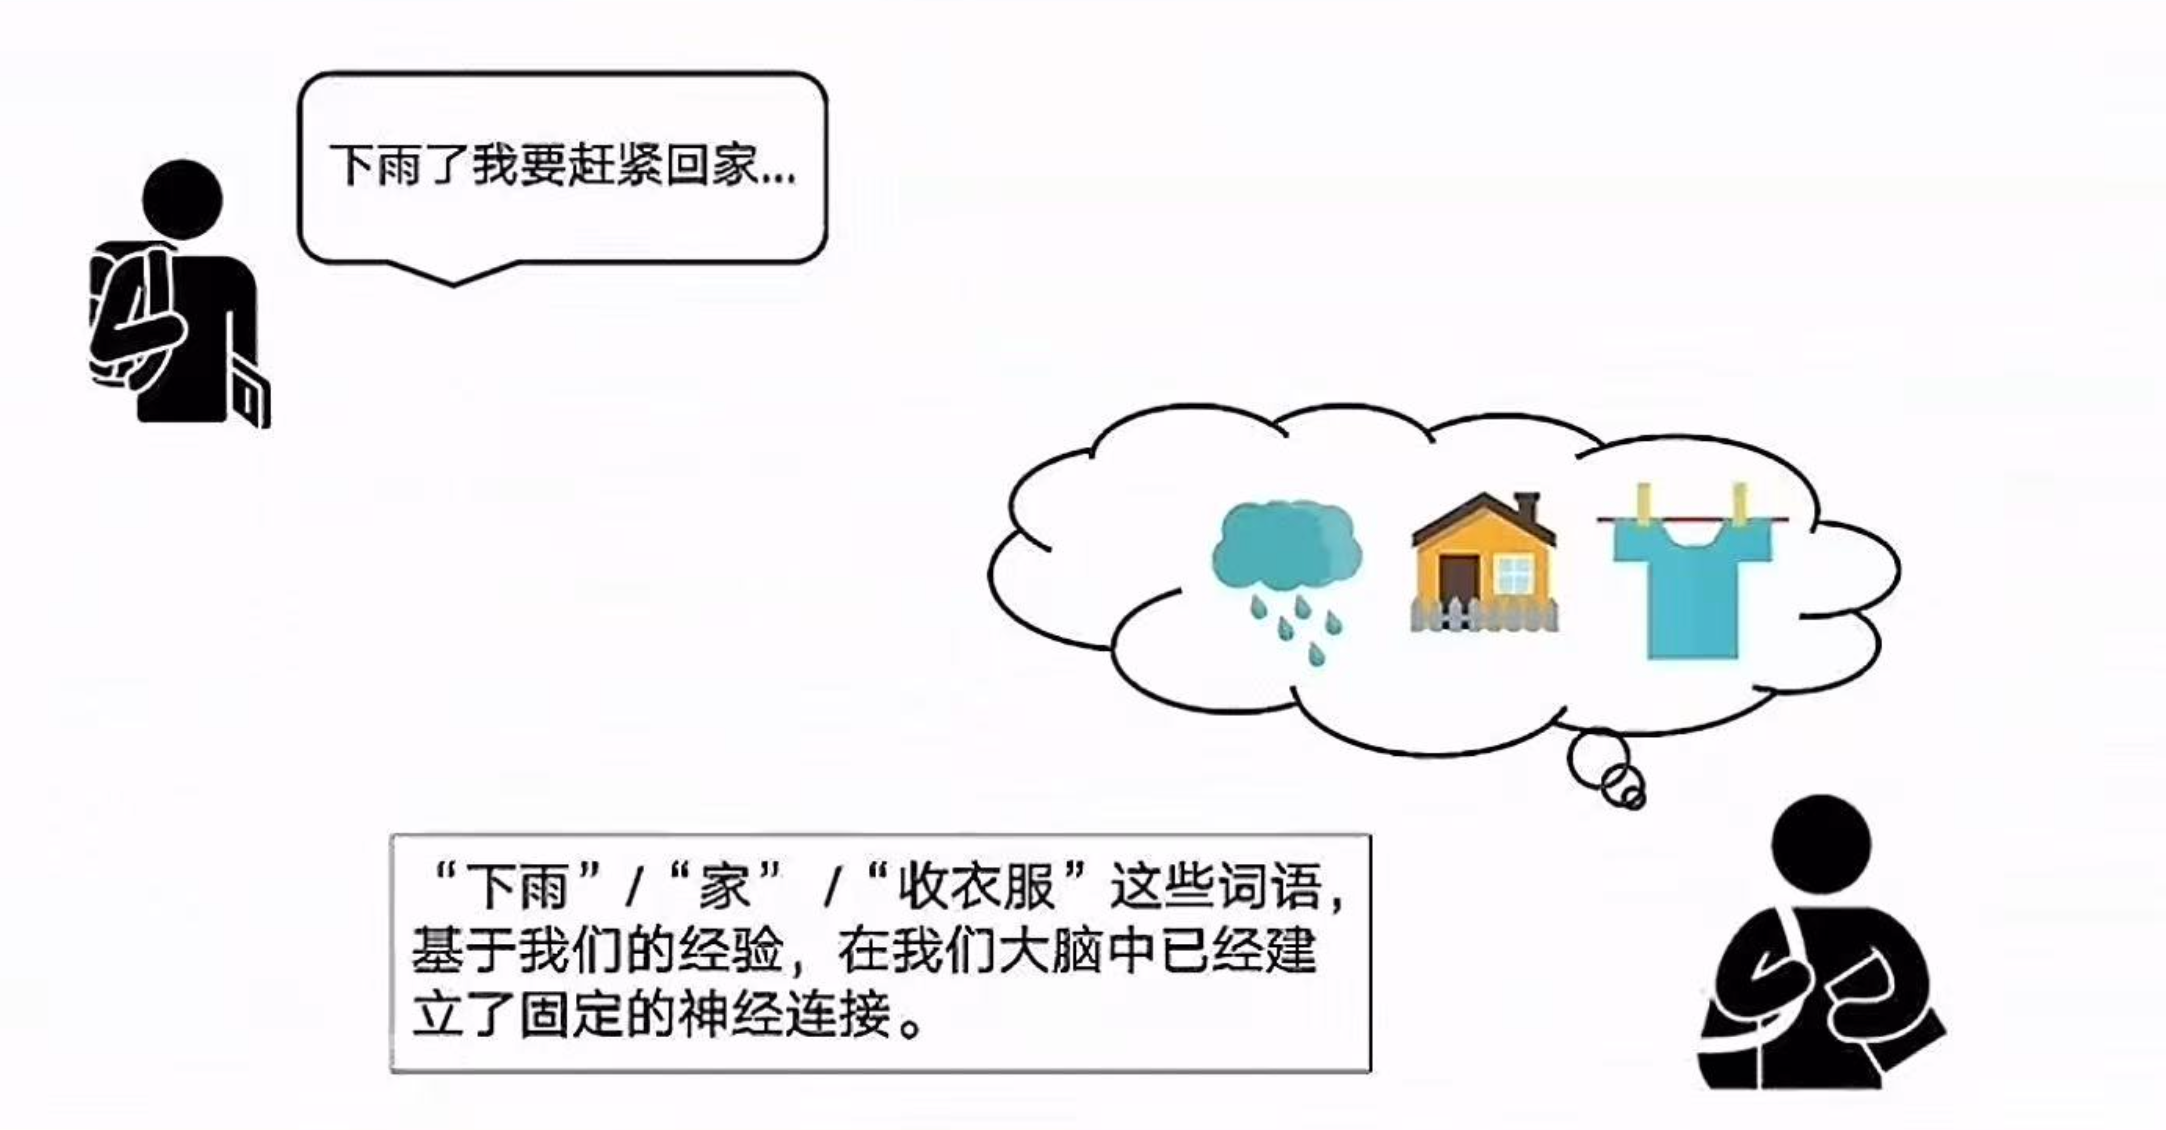 下雨了我要赶紧回家...
“下雨”/“家” /“收衣服”这些词语，
基于我们的经验，在我们大脑中已经建
立了固定的神经连接。